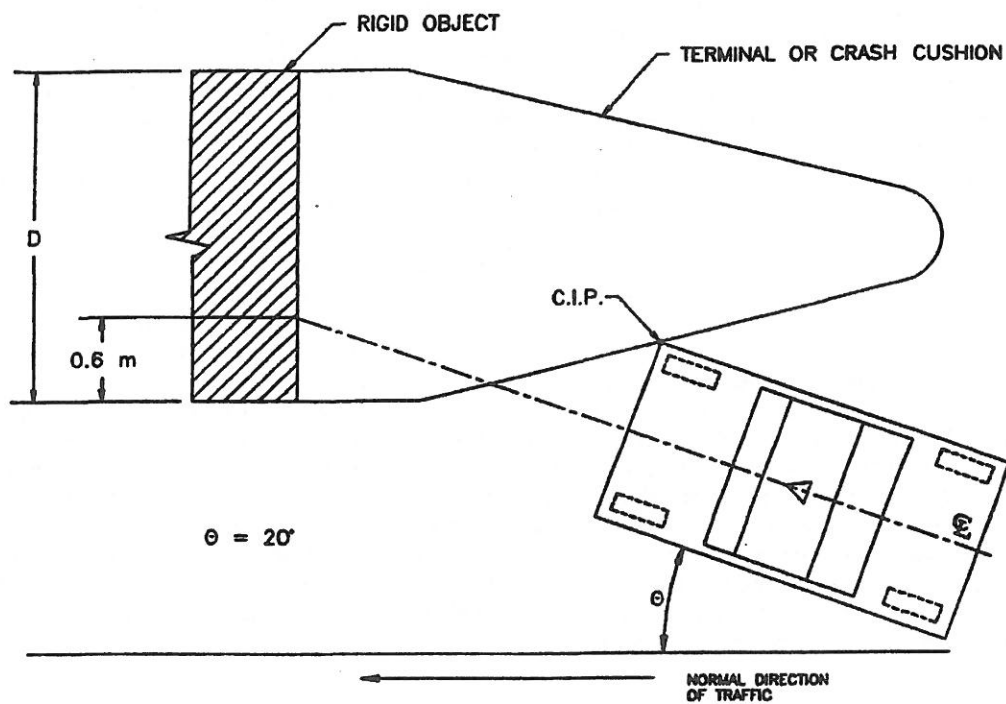 RIGID OBJECT
TERMINAL OR CRASH CUSHION
D
C.I.P.
0.6 m
Θ = 20°
Θ
NORMAL DIRECTION
OF TRAFFIC